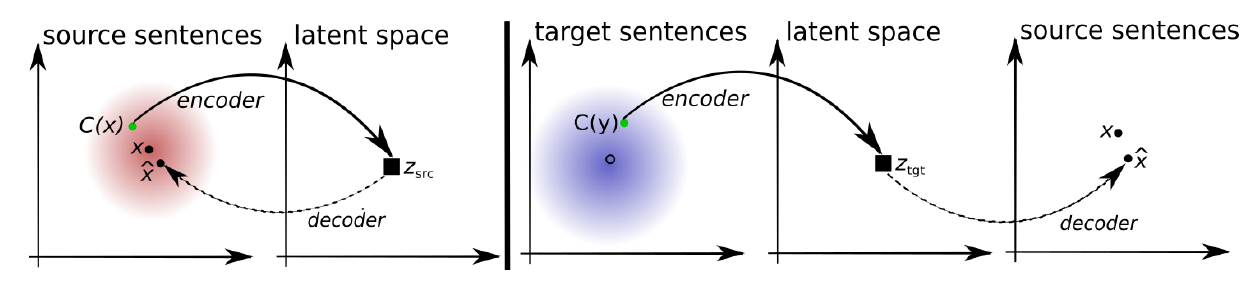 source sentences
latent space
encoder
C(x)
x
x̂
z_src
decoder
target sentences
latent space
source sentences
encoder
C(y)
z_tgt
x
x̂
decoder